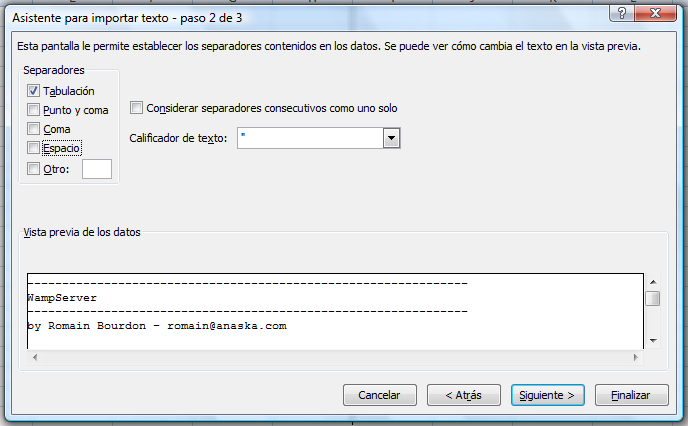 Asistente para importar texto - paso 2 de 3
Esta pantalla le permite establecer los separadores contenidos en los datos. Se puede ver cómo cambia el texto en la vista previa.
Separadores
Tabulación
Punto y coma
Coma
Espacio
Otro:
Considerar separadores consecutivos como uno solo
Calificador de texto: "
Vista previa de los datos
------------------------------------------------------------------
WampServer
------------------------------------------------------------------
by Romain Bourdon - romain@anaska.com
Cancelar
< Atrás
Siguiente >
Finalizar